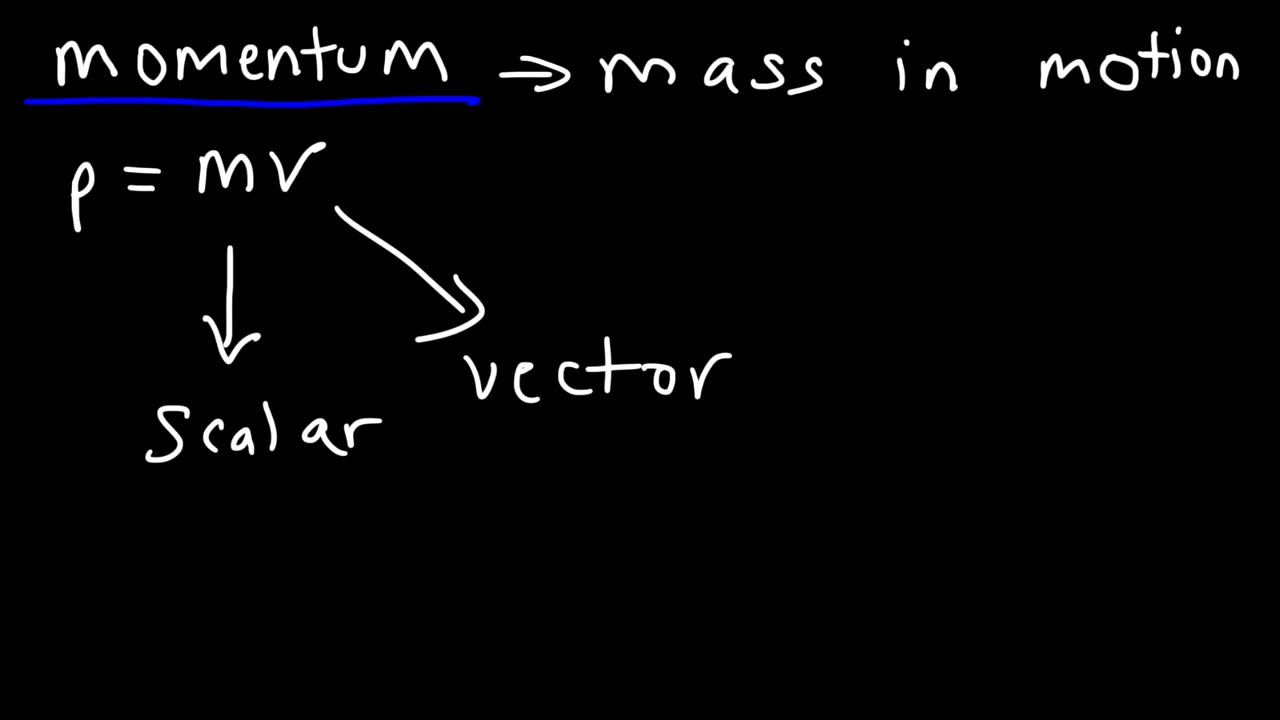 momentum → mass in motion
p = mv
vector
scalar